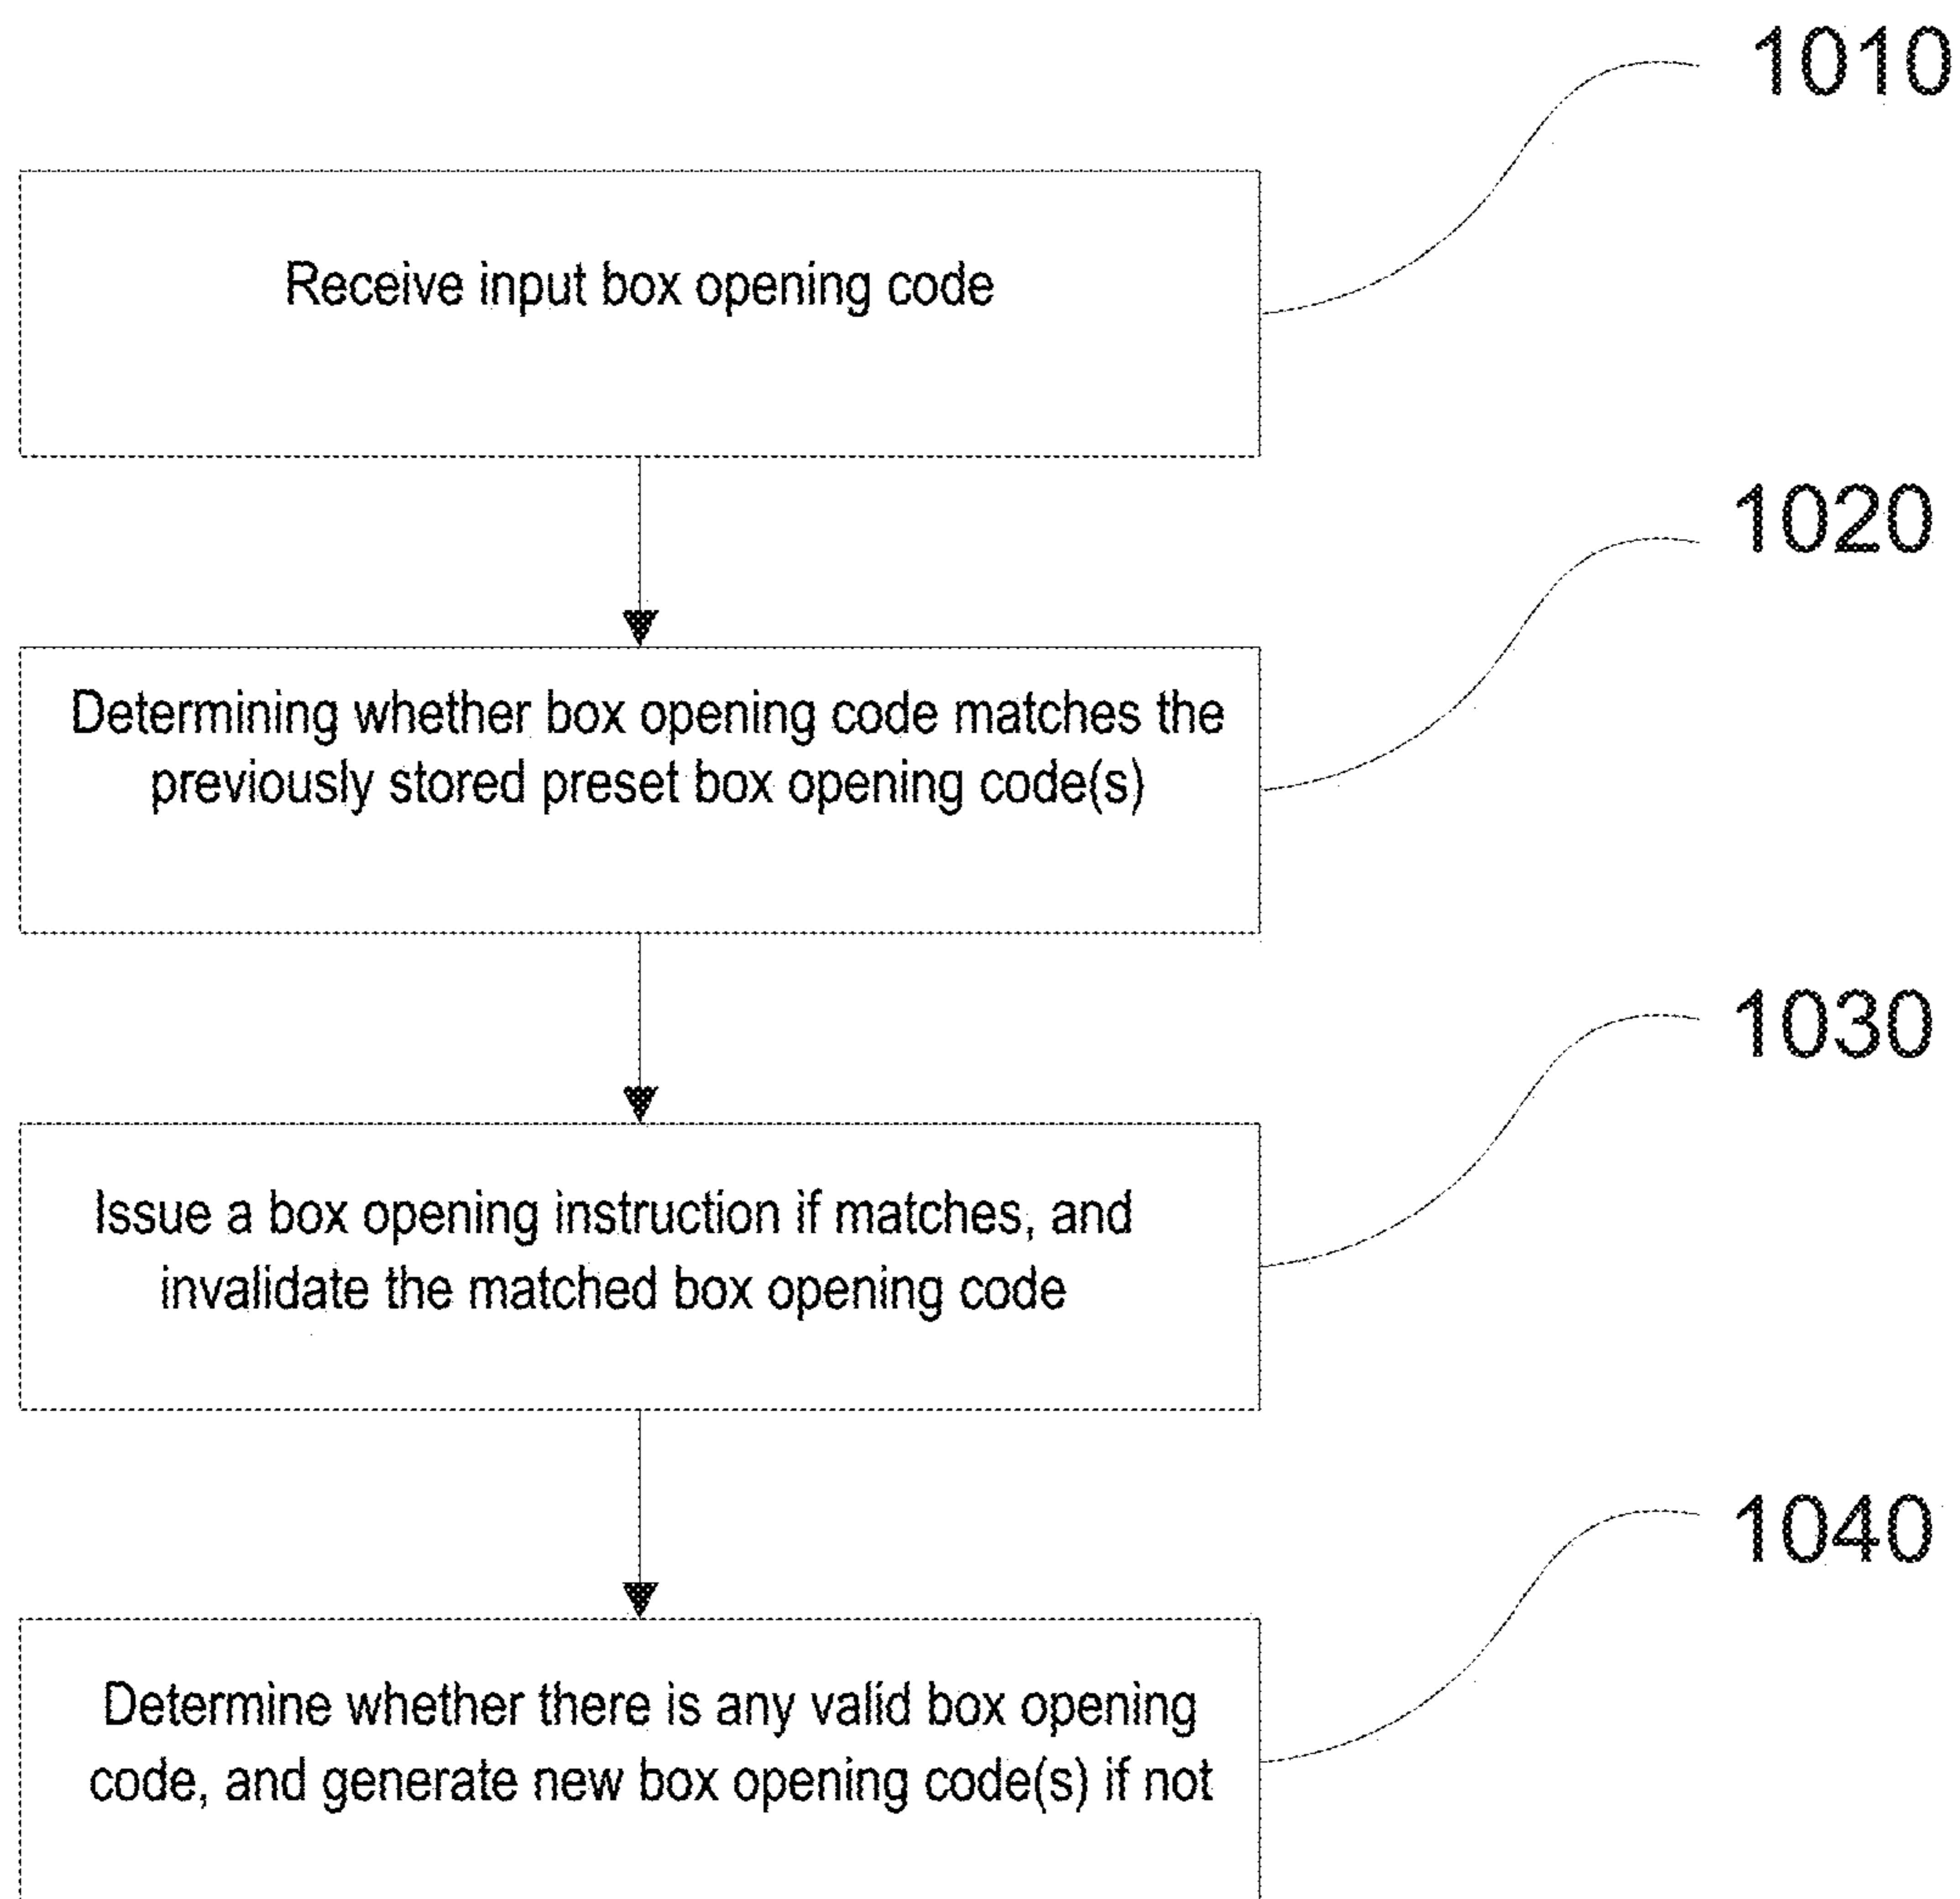 1010
Receive input box opening code
1020
Determining whether box opening code matches the
previously stored preset box opening code(s)
1030
Issue a box opening instruction if matches, and
invalidate the matched box opening code
1040
Determine whether there is any valid box opening
code, and generate new box opening code(s) if not